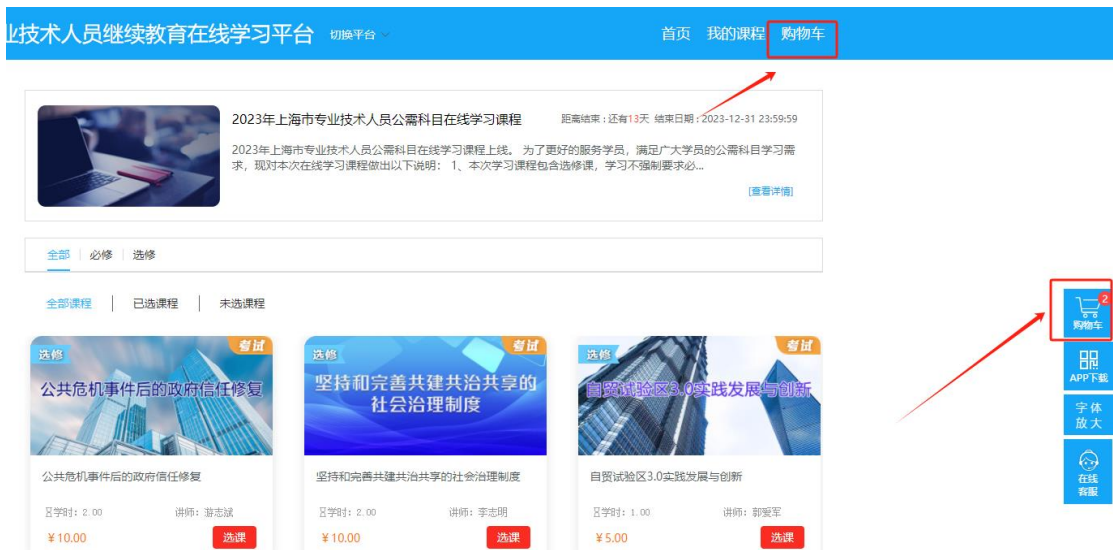 业技术人员继续教育在线学习平台 切换平台 首页 我的课程 购物车
2023年上海市专业技术人员公需科目在线学习课程 距离结束：还有13天 结束日期：2023-12-31 23:59:59
2023年上海市专业技术人员公需科目在线学习课程上线。 为了更好的服务学员，满足广大学员的公需科目学习需
求，现对本次在线学习课程做出以下说明： 1、本次学习课程包含选修课，学习不强制要求必...
[查看详情]
全部 必修 选修
全部课程 已选课程 未选课程
选修 考试
公共危机事件后的政府信任修复
公共危机事件后的政府信任修复
学时：2.00 讲师：游志斌
¥10.00 选课
选修 考试
坚持和完善共建共治共享的
社会治理制度
坚持和完善共建共治共享的社会治理制度
学时：2.00 讲师：李志明
¥10.00 选课
选修 考试
自贸试验区3.0实践发展与创新
自贸试验区3.0实践发展与创新
学时：1.00 讲师：郭爱军
¥5.00 选课
2
购物车
APP下载
字体
放大
在线
客服